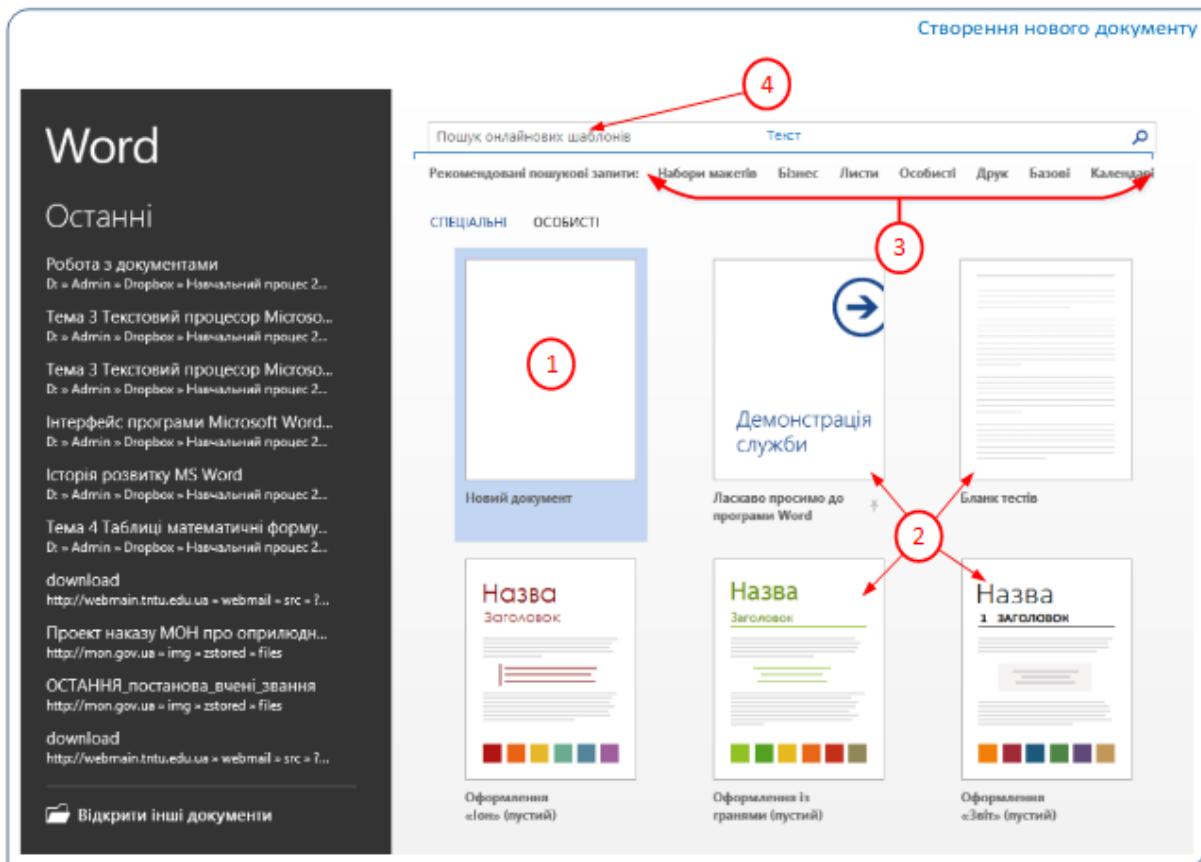 Створення нового документу
4
Word
Пошук онлайнових шаблонів Текст
Рекомендовані пошукові запити: Набори макетів Бізнес Листи Особисті Друк Базові Календарі
3
Останні
СПЕЦІАЛЬНІ ОСОБИСТІ
Робота з документами
D: » Admin » Dropbox » Навчальний процес 2...
Тема 3 Текстовий процесор Microso...
D: » Admin » Dropbox » Навчальний процес 2...
Тема 3 Текстовий процесор Microso...
D: » Admin » Dropbox » Навчальний процес 2...
Інтерфейс програми Microsoft Word...
D: » Admin » Dropbox » Навчальний процес 2...
Історія розвитку MS Word
D: » Admin » Dropbox » Навчальний процес 2...
Тема 4 Таблиці математичні форму...
D: » Admin » Dropbox » Навчальний процес 2...
download
http://webmain.tntu.edu.ua » webmail » src » ?...
Проект наказу МОН про оприлюдн...
http://mon.gov.ua » img » zstored » files
ОСТАННЯ_постанова_вчені_звання
http://mon.gov.ua » img » zstored » files
download
http://webmain.tntu.edu.ua » webmail » src » ?...
Відкрити інші документи
1
Демонстрація
служби
Новий документ
Ласкаво просимо до
програми Word
Бланк тестів
2
Назва
Заголовок
Назва
Заголовок
Назва
1 ЗАГОЛОВОК
Оформлення
«Іон» (пустий)
Оформлення із
гранями (пустий)
Оформлення
«Звіт» (пустий)